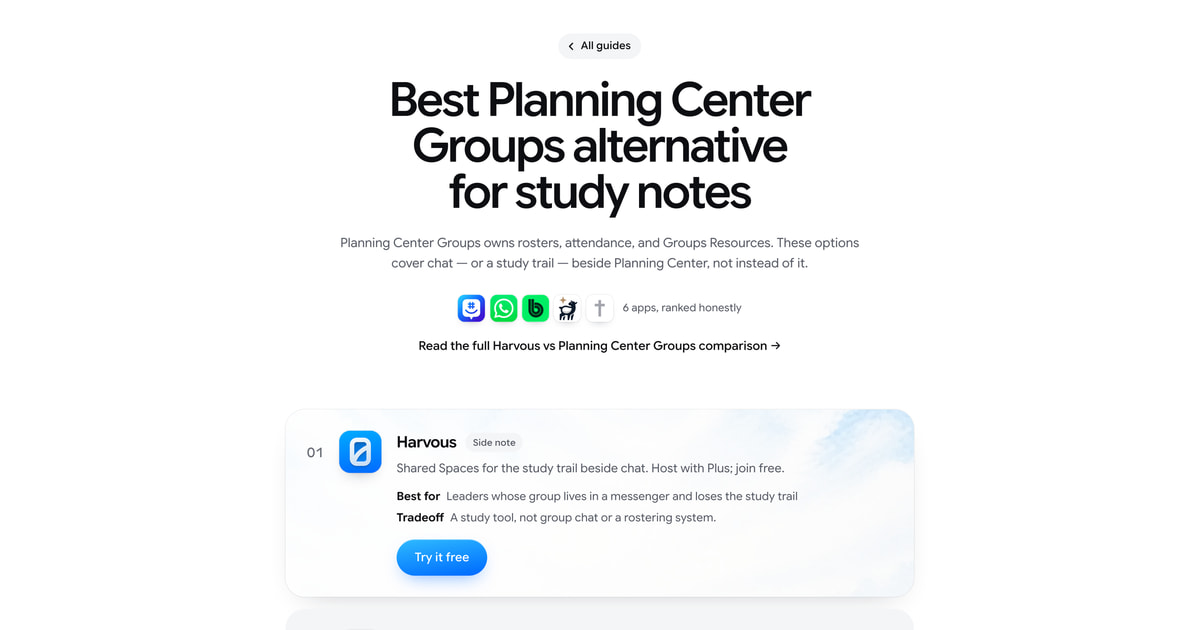 All guides
Best Planning Center
Groups alternative
for study notes
Planning Center Groups owns rosters, attendance, and Groups Resources. These options
cover chat — or a study trail — beside Planning Center, not instead of it.
6 apps, ranked honestly
Read the full Harvous vs Planning Center Groups comparison →
01
Harvous
Side note
Shared Spaces for the study trail beside chat. Host with Plus; join free.
Best for Leaders whose group lives in a messenger and loses the study trail
Tradeoff A study tool, not group chat or a rostering system.
Try it free